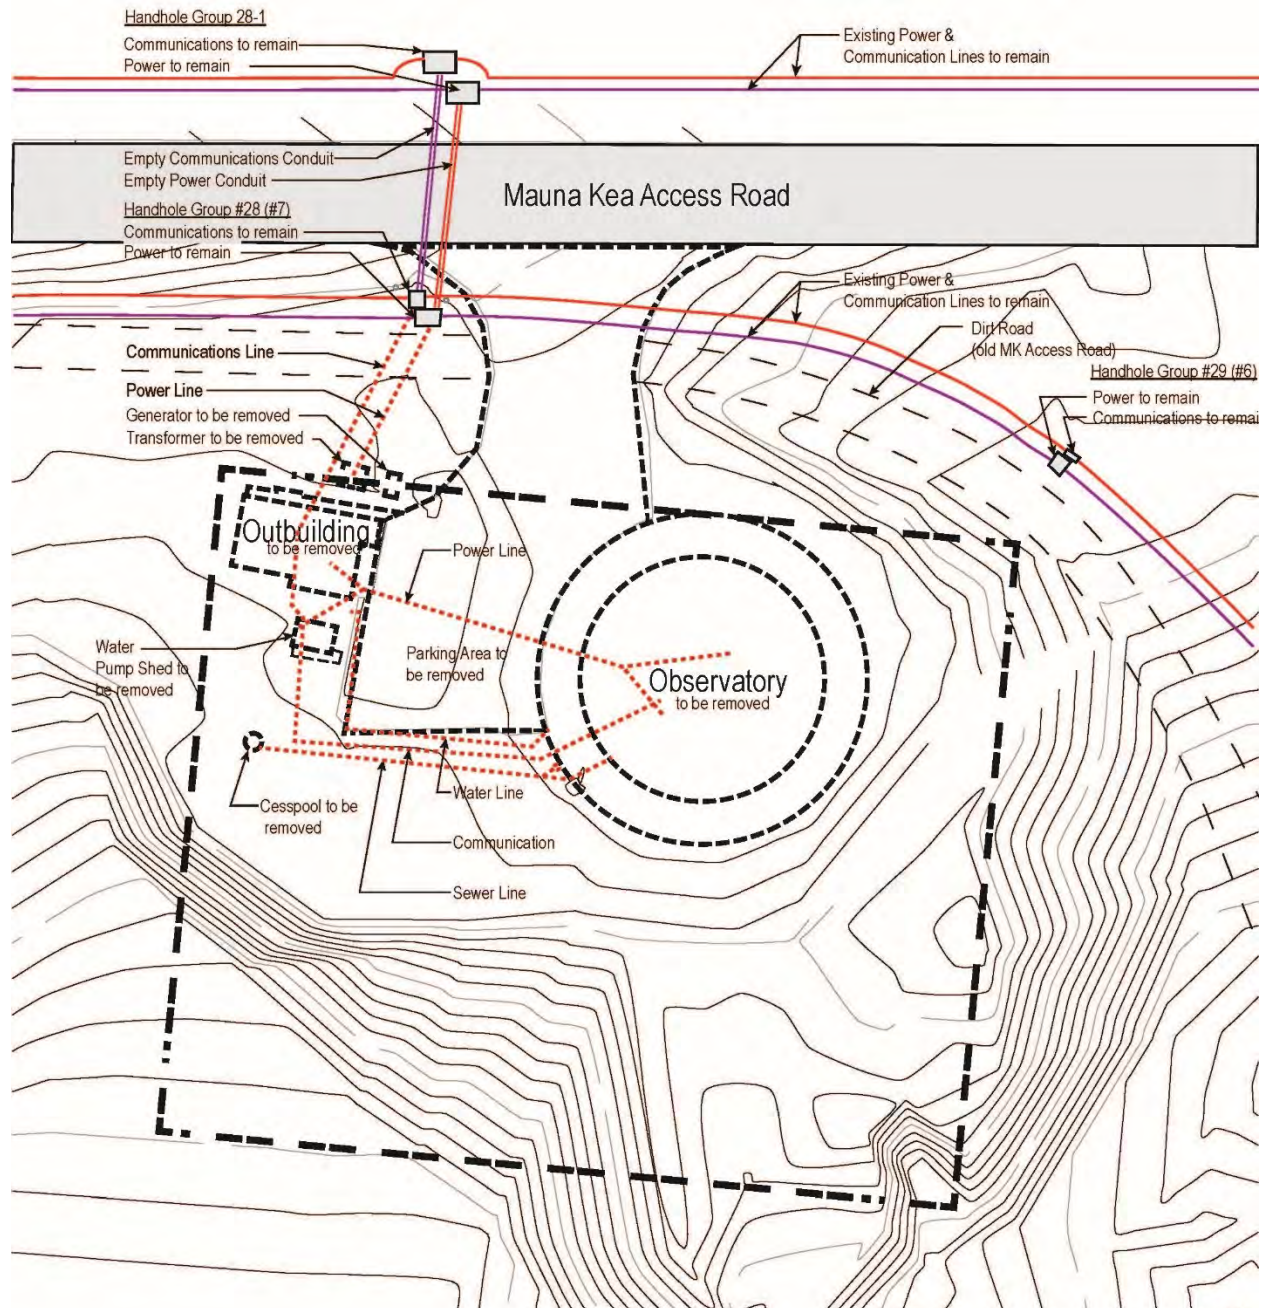 Handhole Group 28-1
Communications to remain
Power to remain
Existing Power &
Communication Lines to remain
Empty Communications Conduit
Empty Power Conduit
Mauna Kea Access Road
Handhole Group #28 (#7)
Communications to remain
Power to remain
Existing Power &
Communication Lines to remain
Dirt Road
(old MK Access Road)
Handhole Group #29 (#6)
Power to remain
Communications to remai
Communications Line
Power Line
Generator to be removed
Transformer to be removed
Outbuilding
to be removed
Power Line
Water
Pump Shed to
be removed
Parking Area to
be removed
Observatory
to be removed
Cesspool to be
removed
Water Line
Communication
Sewer Line